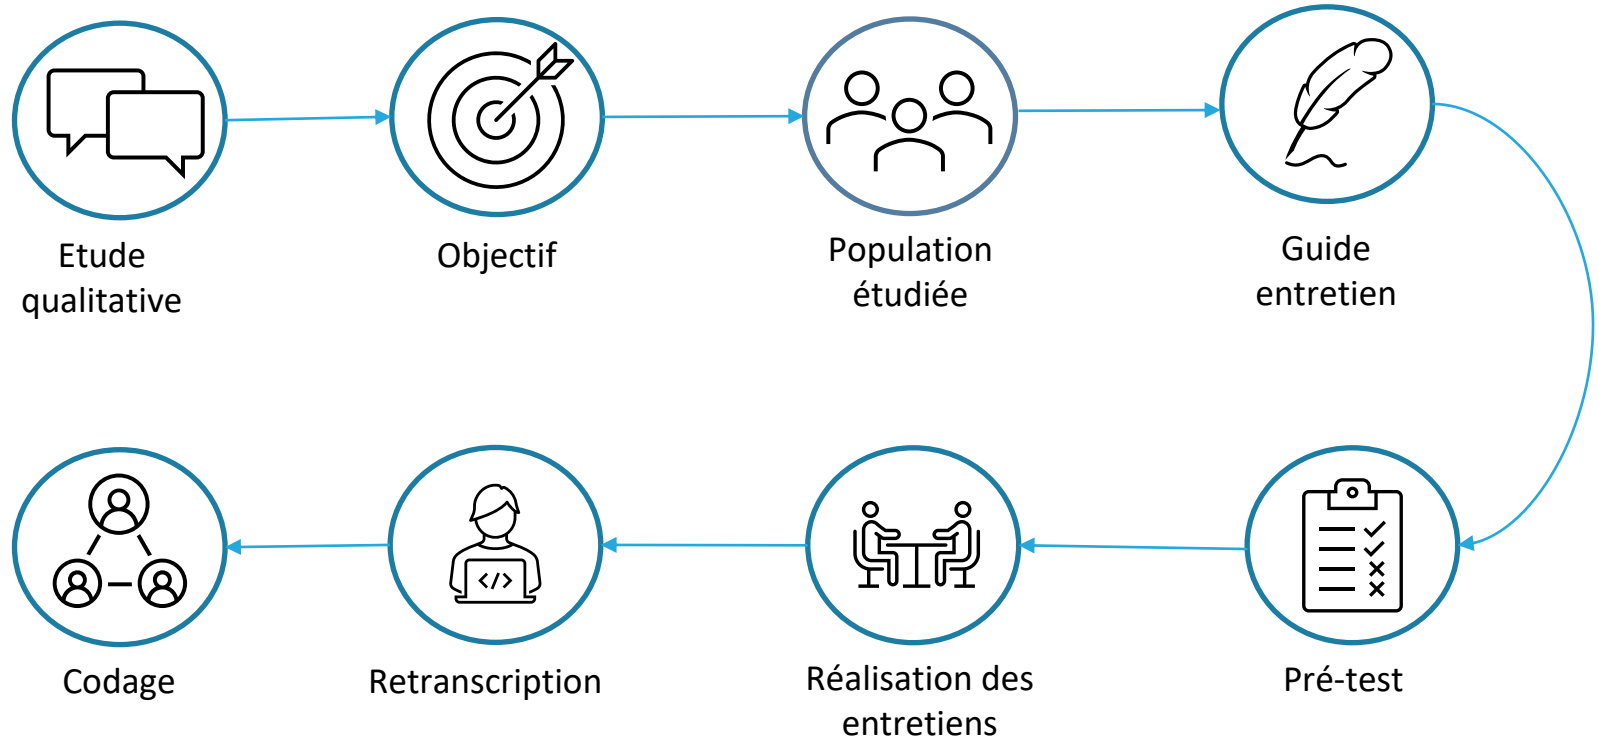 Etude
qualitative
Objectif
Population
étudiée
Guide
entretien
</>
Codage
Retranscription
Réalisation des
entretiens
Pré-test